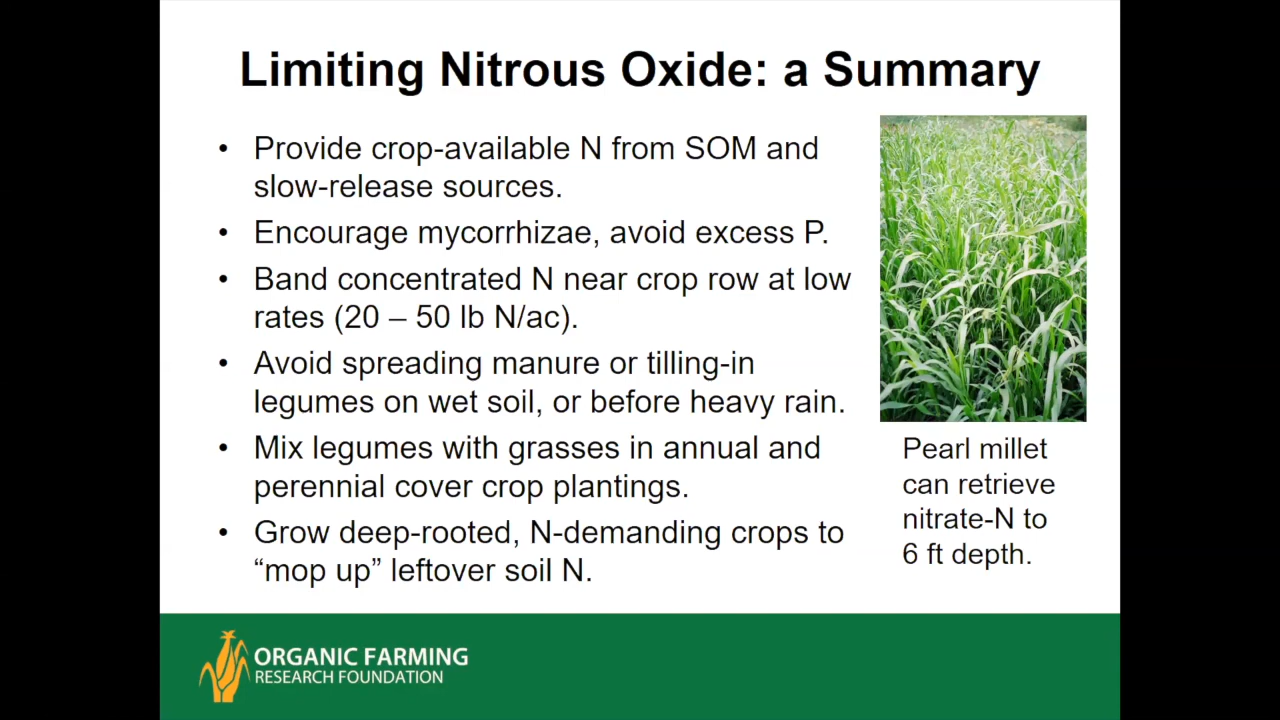 Limiting Nitrous Oxide: a Summary
• Provide crop-available N from SOM and
slow-release sources.
• Encourage mycorrhizae, avoid excess P.
• Band concentrated N near crop row at low
rates (20 – 50 lb N/ac).
• Avoid spreading manure or tilling-in
legumes on wet soil, or before heavy rain.
• Mix legumes with grasses in annual and
perennial cover crop plantings.
• Grow deep-rooted, N-demanding crops to
“mop up” leftover soil N.
Pearl millet
can retrieve
nitrate-N to
6 ft depth.
ORGANIC FARMING
RESEARCH FOUNDATION